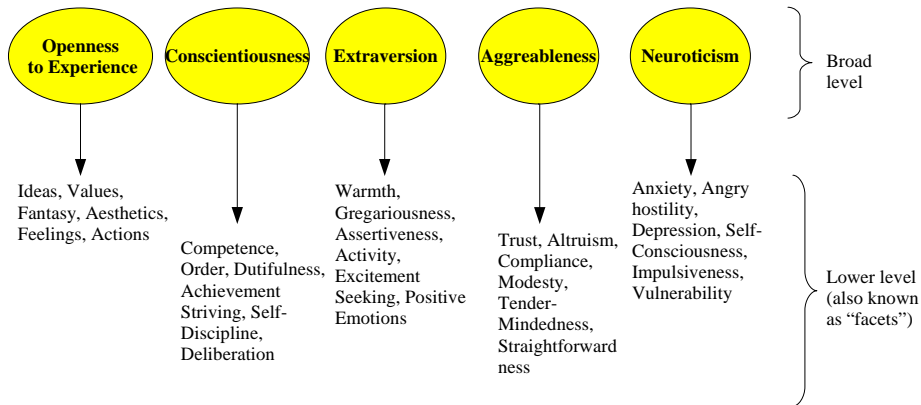 Openness
to Experience
Conscientiousness
Extraversion
Aggreableness
Neuroticism
Broad
level
Ideas, Values,
Fantasy, Aesthetics,
Feelings, Actions
Competence,
Order, Dutifulness,
Achievement
Striving, Self-
Discipline,
Deliberation
Warmth,
Gregariousness,
Assertiveness,
Activity,
Excitement
Seeking, Positive
Emotions
Trust, Altruism,
Compliance,
Modesty,
Tender-
Mindedness,
Straightforward
ness
Anxiety, Angry
hostility,
Depression, Self-
Consciousness,
Impulsiveness,
Vulnerability
Lower level
(also known
as “facets”)